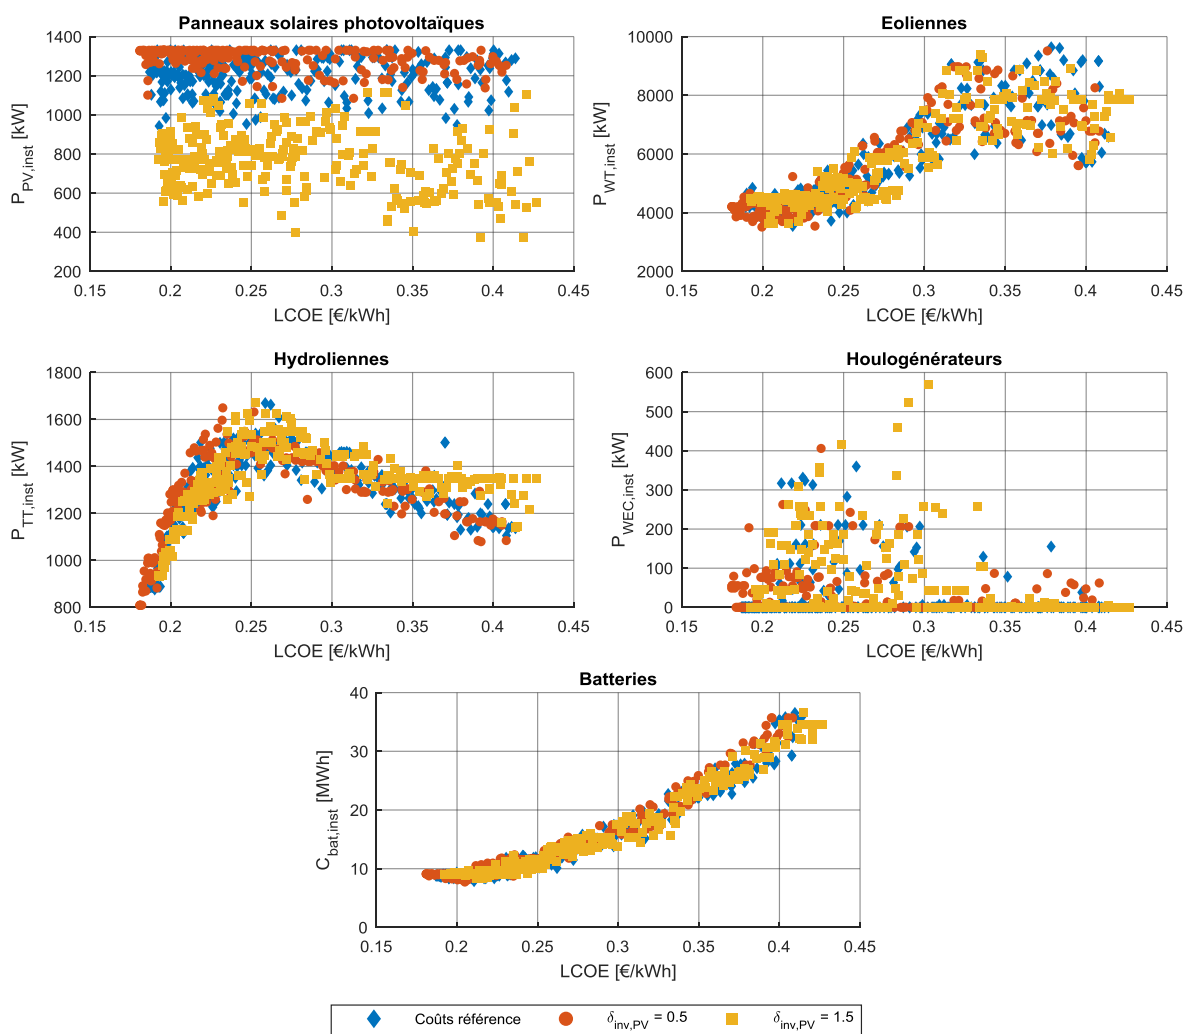 Panneaux solaires photovoltaïques
P_PV,inst [kW]
1400
1200
1000
800
600
400
200
0.15 0.2 0.25 0.3 0.35 0.4 0.45
LCOE [€/kWh]
Eoliennes
P_WT,inst [kW]
10000
8000
6000
4000
2000
0.15 0.2 0.25 0.3 0.35 0.4 0.45
LCOE [€/kWh]
Hydroliennes
P_TT,inst [kW]
1800
1600
1400
1200
1000
800
0.15 0.2 0.25 0.3 0.35 0.4 0.45
LCOE [€/kWh]
Houlogénérateurs
P_WEC,inst [kW]
600
500
400
300
200
100
0
0.15 0.2 0.25 0.3 0.35 0.4 0.45
LCOE [€/kWh]
Batteries
C_bat,inst [MWh]
40
30
20
10
0
0.15 0.2 0.25 0.3 0.35 0.4 0.45
LCOE [€/kWh]
Coûts référence δ_inv,PV = 0.5 δ_inv,PV = 1.5